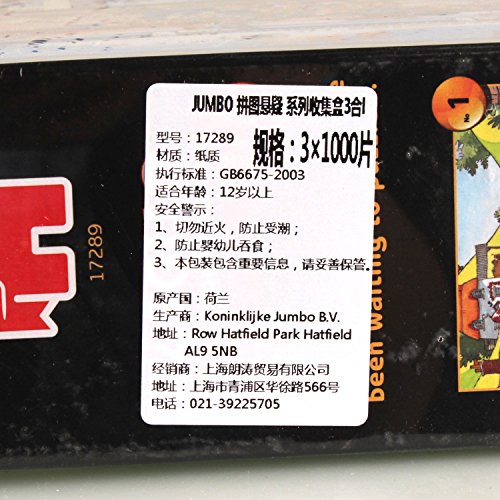 JUMBO 拼图悬疑 系列收集盒3合1
型号：17289
规格：3×1000片
材质：纸质
执行标准：GB6675-2003
适合年龄：12岁以上
安全警示：
1、切勿近火，防止受潮；
2、防止婴幼儿吞食；
3、本包装包含重要信息，请妥善保管。
原产国：荷兰
生产商：Koninklijke Jumbo B.V.
地址：Row Hatfield Park Hatfield
AL9 5NB
经销商：上海朗涛贸易有限公司
地址：上海市青浦区华徐路566号
电话：021-39225705
17289
been waiting to
No 1